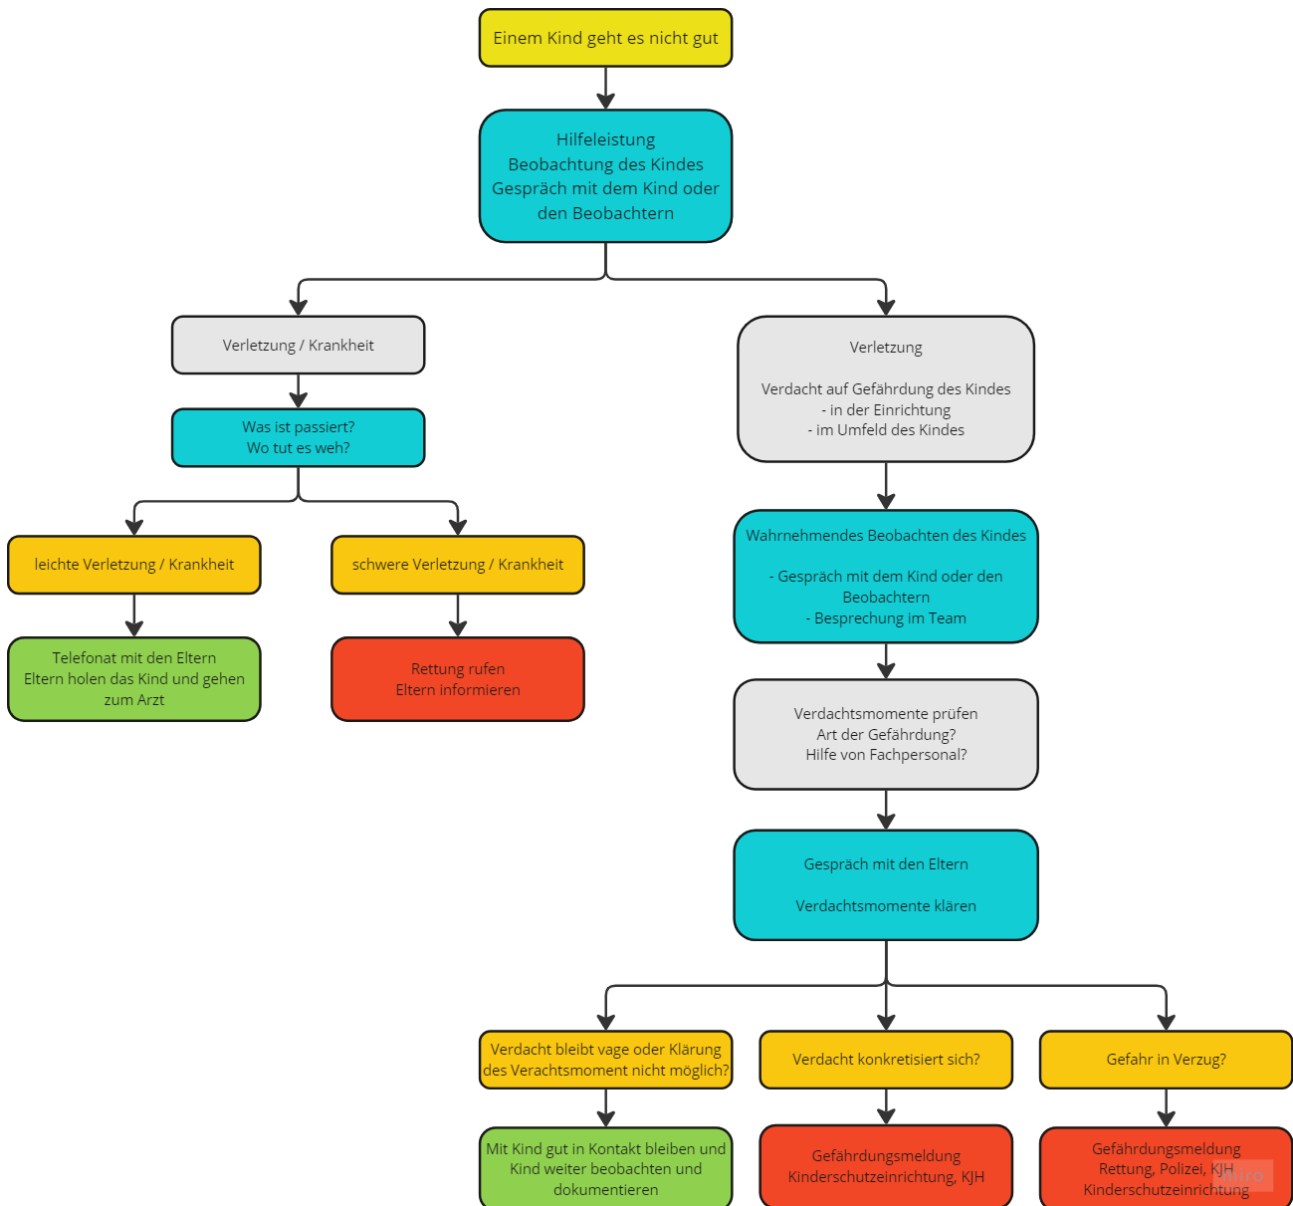 Einem Kind geht es nicht gut
Hilfeleistung
Beobachtung des Kindes
Gespräch mit dem Kind oder
den Beobachtern
Verletzung / Krankheit
Was ist passiert?
Wo tut es weh?
leichte Verletzung / Krankheit
schwere Verletzung / Krankheit
Telefonat mit den Eltern
Eltern holen das Kind und gehen
zum Arzt
Rettung rufen
Eltern informieren
Verletzung
Verdacht auf Gefährdung des Kindes
- in der Einrichtung
- im Umfeld des Kindes
Wahrnehmendes Beobachten des Kindes
- Gespräch mit dem Kind oder den
Beobachtern
- Besprechung im Team
Verdachtsmomente prüfen
Art der Gefährdung?
Hilfe von Fachpersonal?
Gespräch mit den Eltern
Verdachtsmomente klären
Verdacht bleibt vage oder Klärung
des Verachtsmoment nicht möglich?
Verdacht konkretisiert sich?
Gefahr in Verzug?
Mit Kind gut in Kontakt bleiben und
Kind weiter beobachten und
dokumentieren
Gefährdungsmeldung
Kinderschutzeinrichtung, KJH
Gefährdungsmeldung
Rettung, Polizei, KJH
Kinderschutzeinrichtung
miro